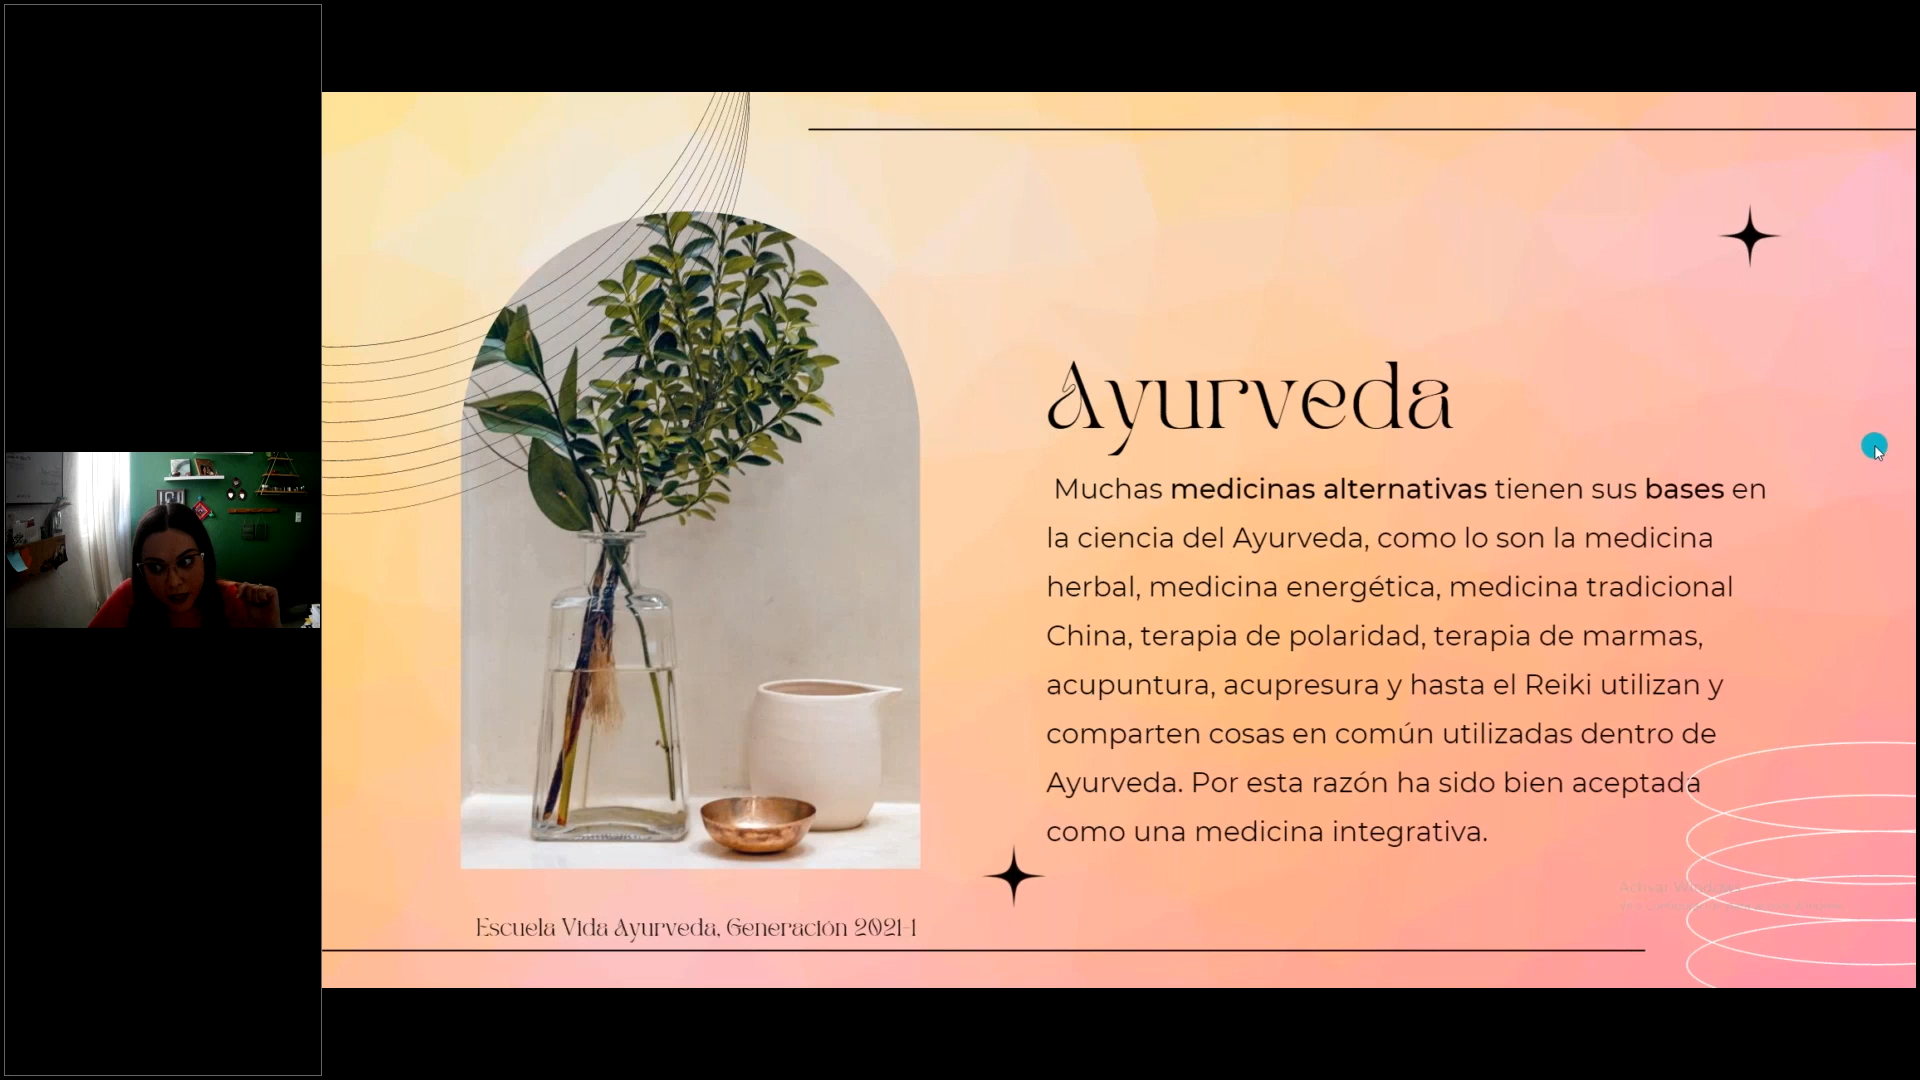 Ayurveda
Muchas medicinas alternativas tienen sus bases en
la ciencia del Ayurveda, como lo son la medicina
herbal, medicina energética, medicina tradicional
China, terapia de polaridad, terapia de marmas,
acupuntura, acupresura y hasta el Reiki utilizan y
comparten cosas en común utilizadas dentro de
Ayurveda. Por esta razón ha sido bien aceptada
como una medicina integrativa.
Activar Windows
Escuela Vida Ayurveda, Generación 2021-1